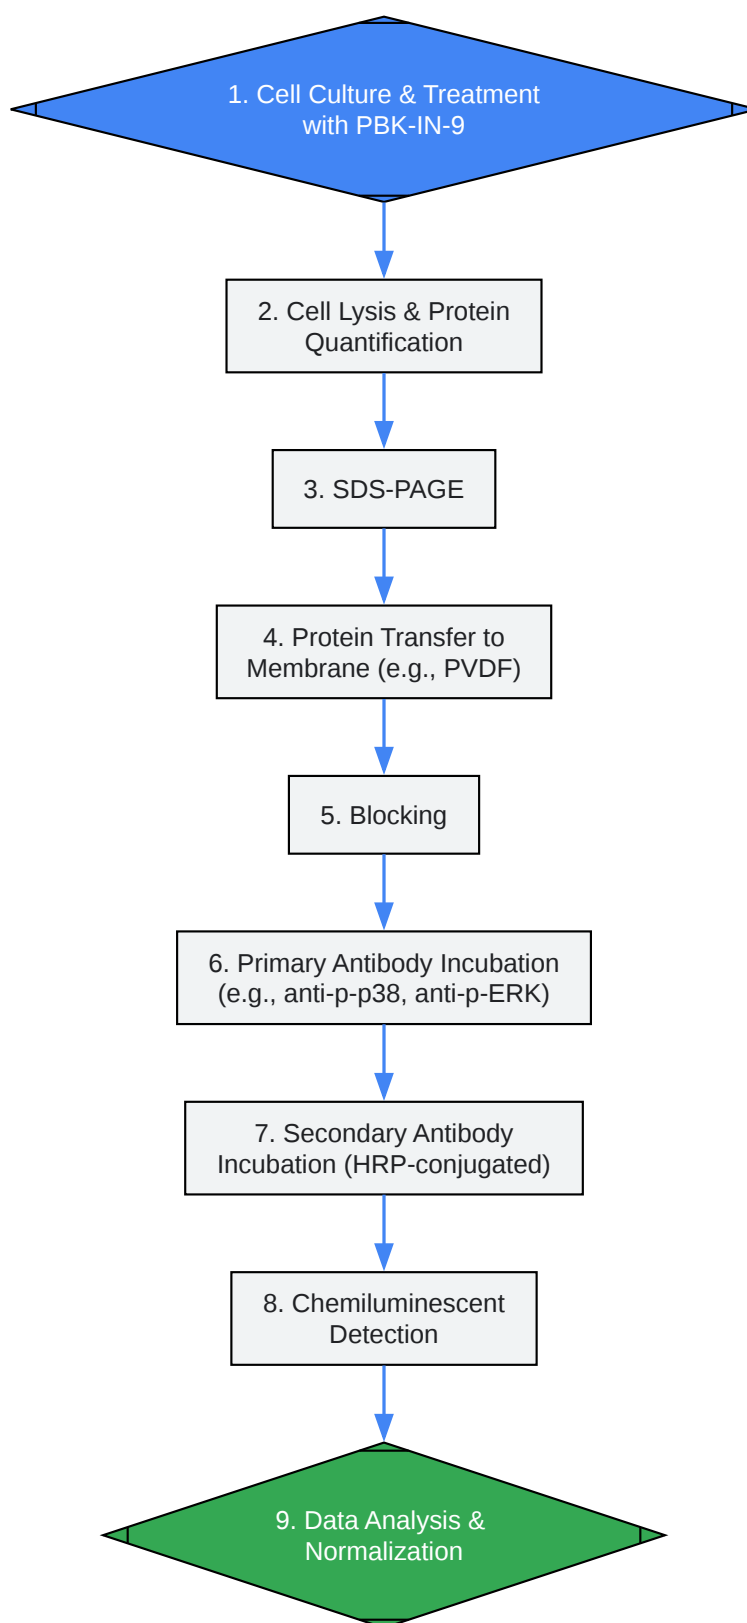 1. Cell Culture & Treatment
with PBK-IN-9
2. Cell Lysis & Protein
Quantification
3. SDS-PAGE
4. Protein Transfer to
Membrane (e.g., PVDF)
5. Blocking
6. Primary Antibody Incubation
(e.g., anti-p-p38, anti-p-ERK)
7. Secondary Antibody
Incubation (HRP-conjugated)
8. Chemiluminescent
Detection
9. Data Analysis &
Normalization